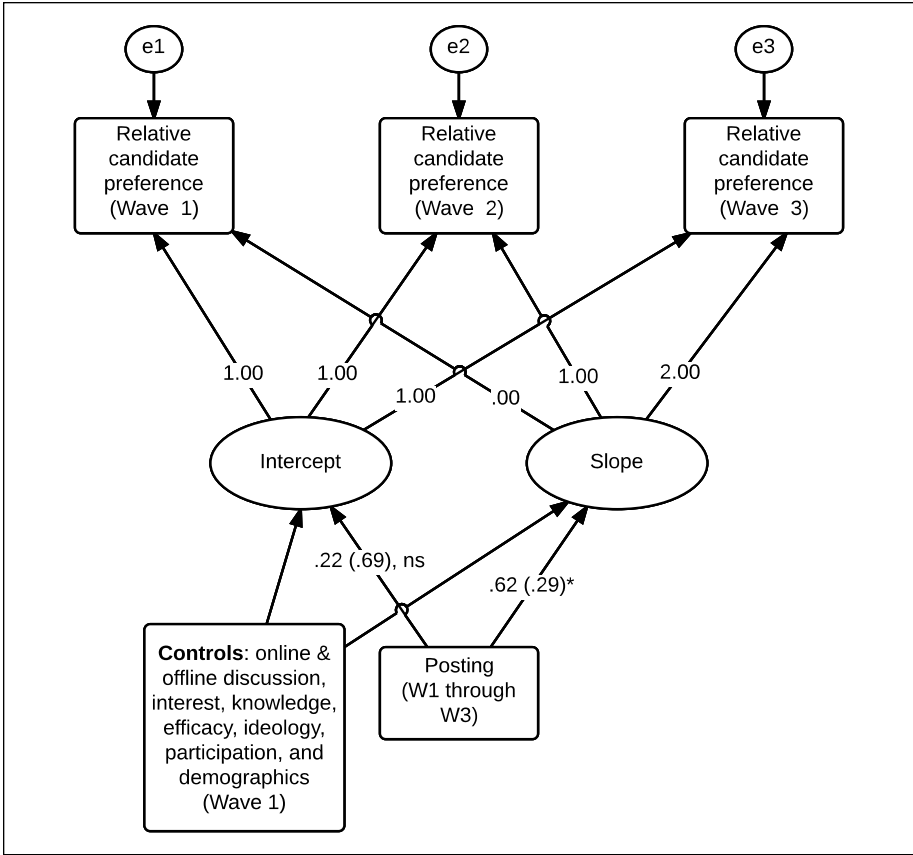 e1
e2
e3
Relative
candidate
preference
(Wave 1)
Relative
candidate
preference
(Wave 2)
Relative
candidate
preference
(Wave 3)
1.00
1.00
1.00
.00
1.00
2.00
Intercept
Slope
.22 (.69), ns
.62 (.29)*
Controls: online &
offline discussion,
interest, knowledge,
efficacy, ideology,
participation, and
demographics
(Wave 1)
Posting
(W1 through
W3)